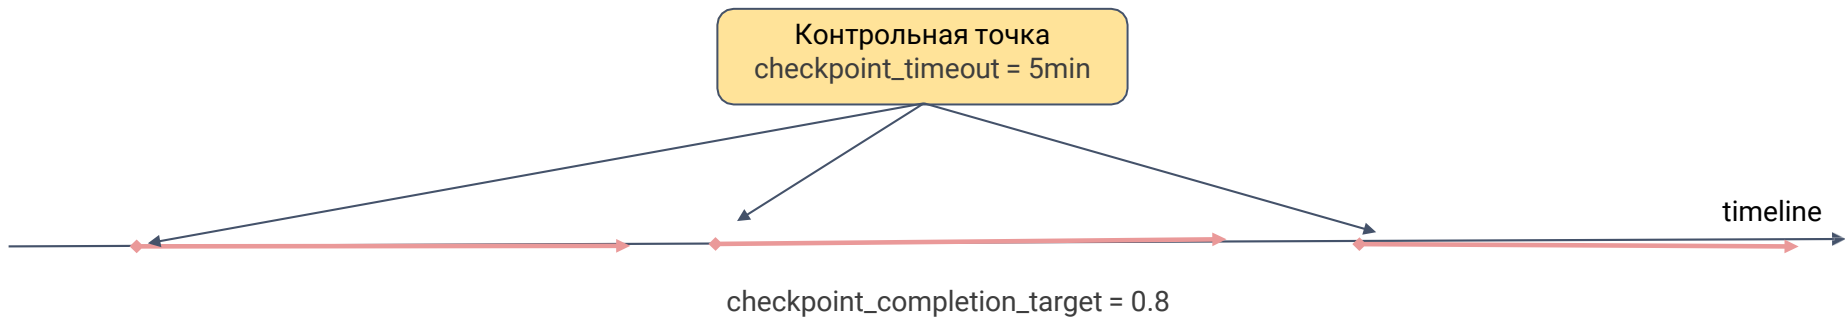 Контрольная точка
checkpoint_timeout = 5min
timeline
checkpoint_completion_target = 0.8